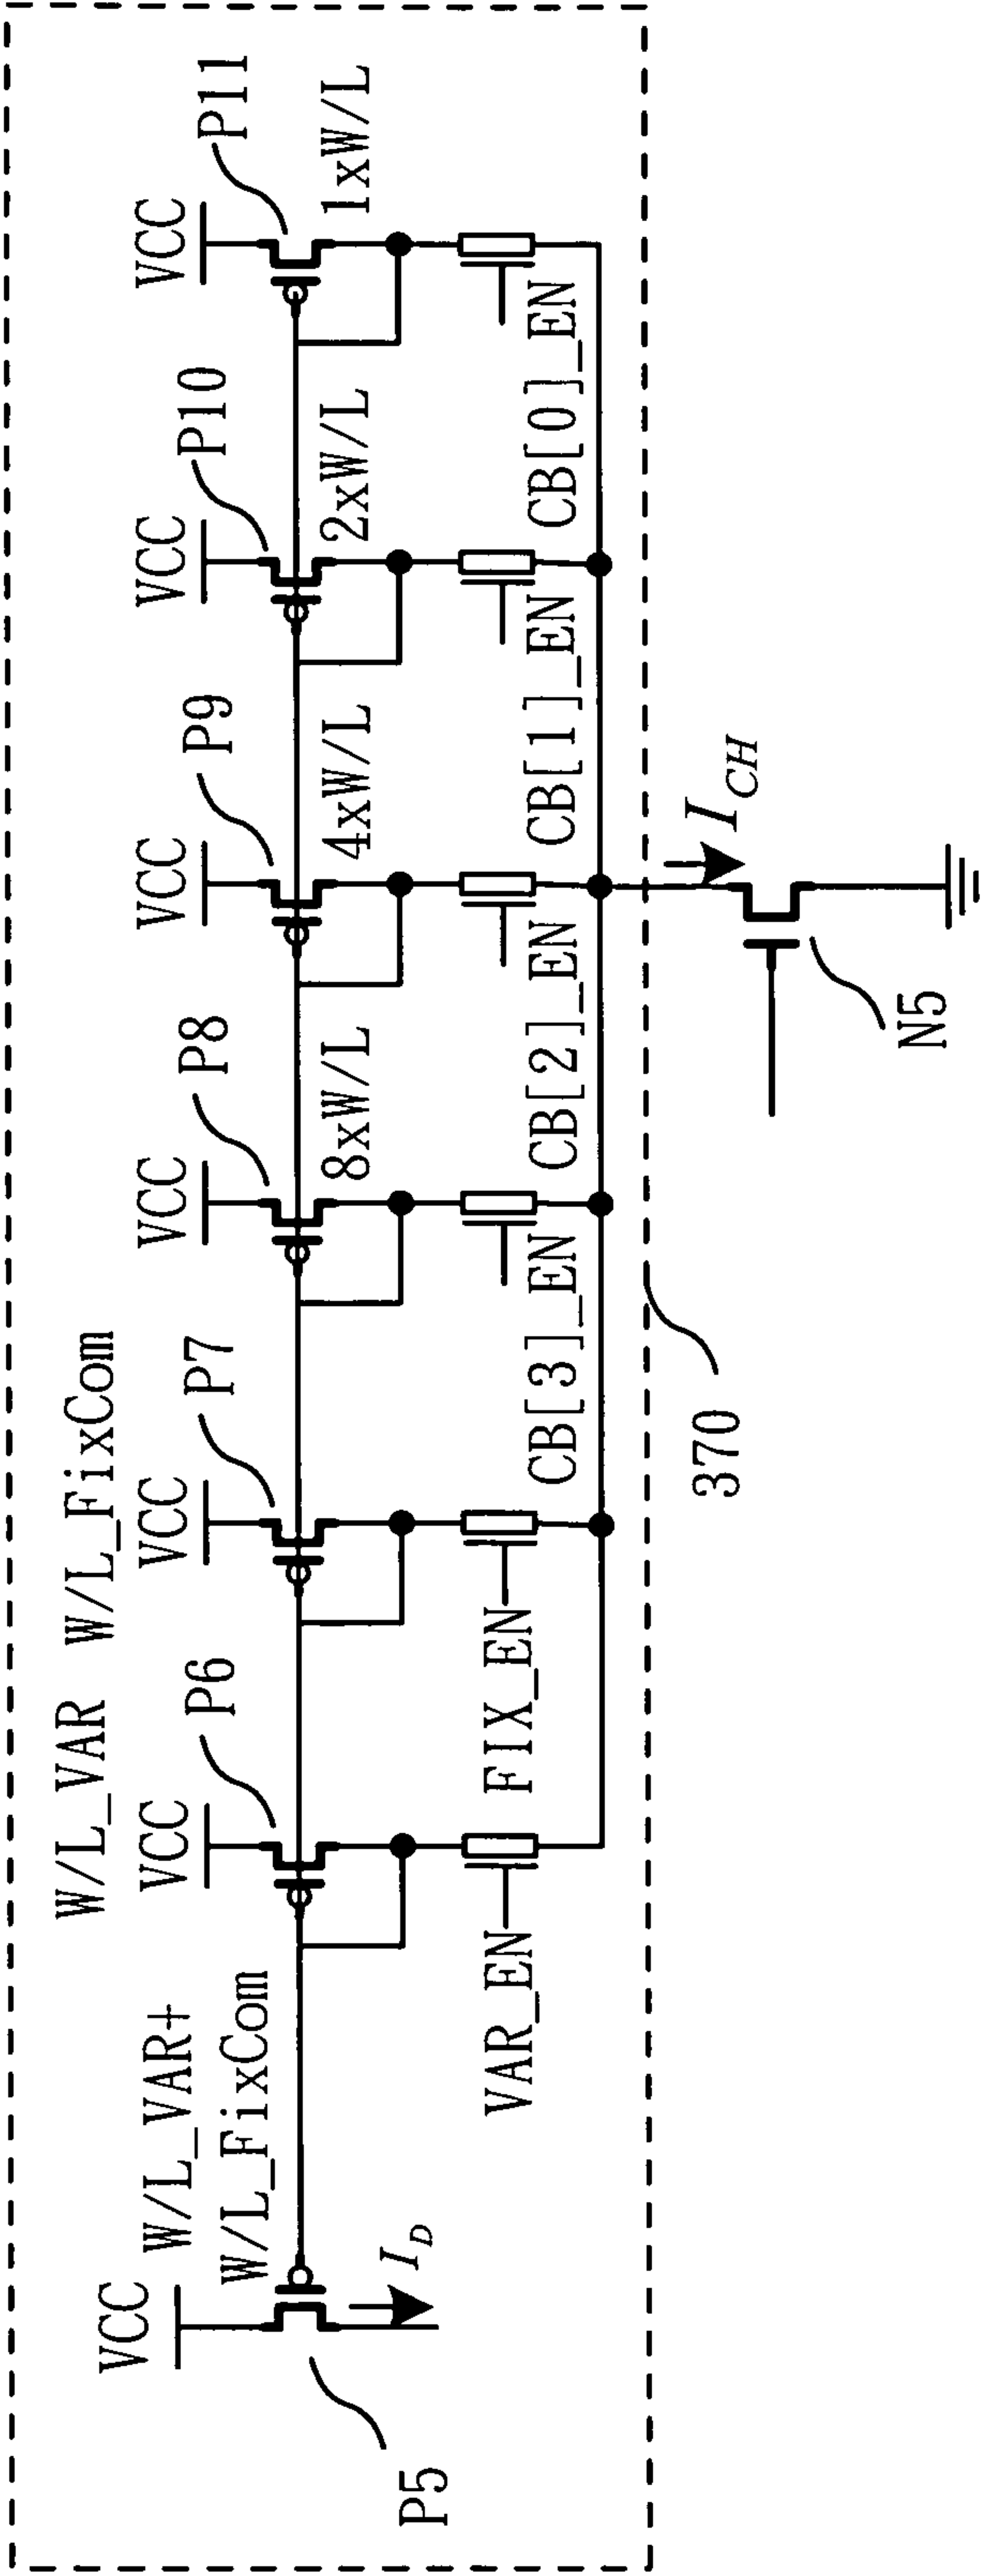 W/L_VAR
W/L_FixCom
W/L_VAR+
W/L_FixCom
VCC
VCC
VCC
VCC
VCC
VCC
VCC
P5
P6
P7
P8
P9
P10
P11
8xW/L
4xW/L
2xW/L
1xW/L
I_D
VAR_EN
FIX_EN
CB[3]_EN
CB[2]_EN
CB[1]_EN
CB[0]_EN
370
I_CH
N5